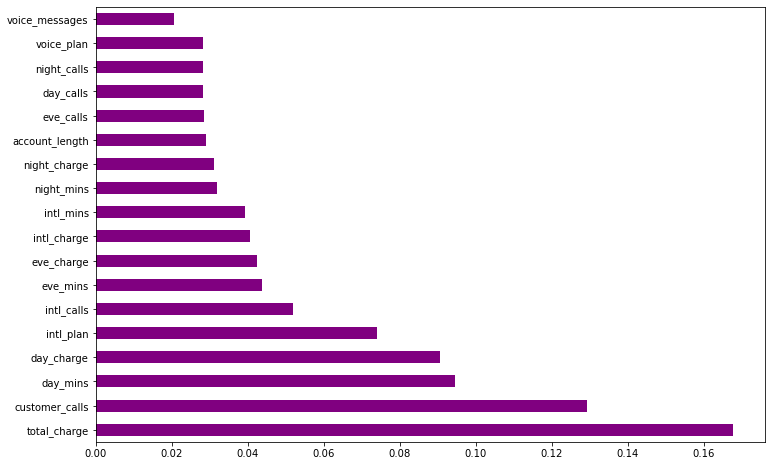 voice_messages
voice_plan
night_calls
day_calls
eve_calls
account_length
night_charge
night_mins
intl_mins
intl_charge
eve_charge
eve_mins
intl_calls
intl_plan
day_charge
day_mins
customer_calls
total_charge
0.00 0.02 0.04 0.06 0.08 0.10 0.12 0.14 0.16